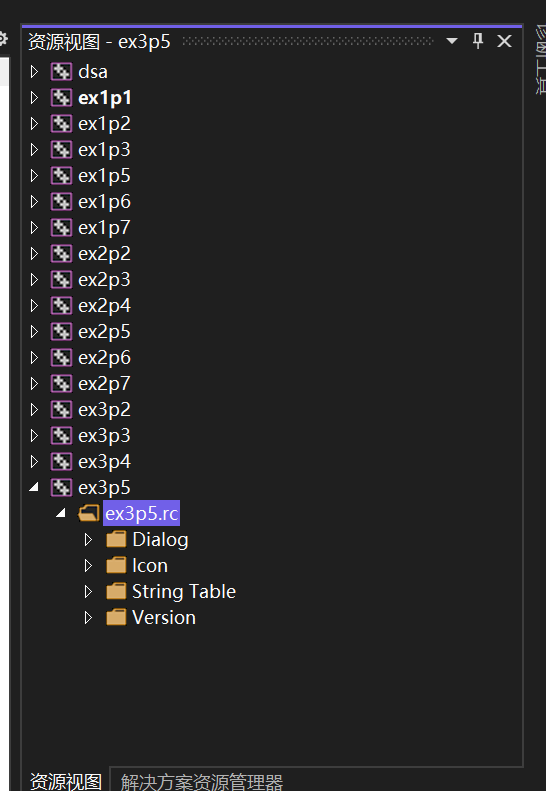 资源视图 - ex3p5
dsa
ex1p1
ex1p2
ex1p3
ex1p5
ex1p6
ex1p7
ex2p2
ex2p3
ex2p4
ex2p5
ex2p6
ex2p7
ex3p2
ex3p3
ex3p4
ex3p5
ex3p5.rc
Dialog
Icon
String Table
Version
资源视图
解决方案资源管理器